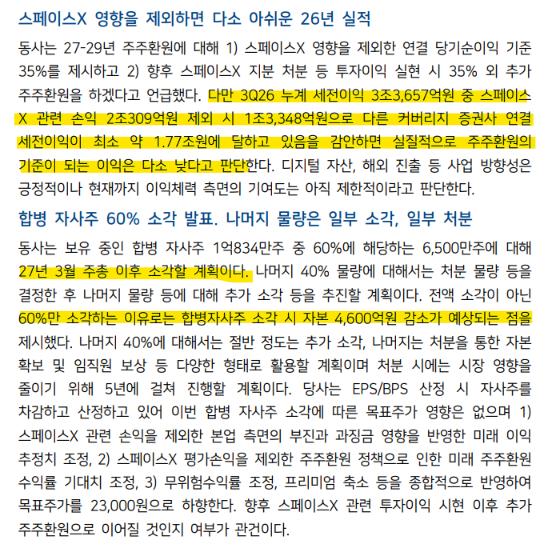 스페이스X 영향을 제외하면 다소 아쉬운 26년 실적
동사는 27-29년 주주환원에 대해 1) 스페이스X 영향을 제외한 연결 당기순이익 기준
35%를 제시하고 2) 향후 스페이스X 지분 처분 등 투자이익 실현 시 35% 외 추가
주주환원을 하겠다고 언급했다. 다만 3Q26 누계 세전이익 3조3,657억원 중 스페이스
X 관련 손익 2조309억원 제외 시 1조3,348억원으로 다른 커버리지 증권사 연결
세전이익이 최소 약 1.77조원에 달하고 있음을 감안하면 실질적으로 주주환원의
기준이 되는 이익은 다소 낮다고 판단한다. 디지털 자산, 해외 진출 등 사업 방향성은
긍정적이나 현재까지 이익체력 측면의 기여도는 아직 제한적이라고 판단한다.
합병 자사주 60% 소각 발표. 나머지 물량은 일부 소각, 일부 처분
동사는 보유 중인 합병 자사주 1억834만주 중 60%에 해당하는 6,500만주에 대해
27년 3월 주총 이후 소각할 계획이다. 나머지 40% 물량에 대해서는 처분 물량 등을
결정한 후 나머지 물량 등에 대해 추가 소각 등을 추진할 계획이다. 전액 소각이 아닌
60%만 소각하는 이유로는 합병자사주 소각 시 자본 4,600억원 감소가 예상되는 점을
제시했다. 나머지 40%에 대해서는 절반 정도는 추가 소각, 나머지는 처분을 통한 자본
확보 및 임직원 보상 등 다양한 형태로 활용할 계획이며 처분 시에는 시장 영향을
줄이기 위해 5년에 걸쳐 진행할 계획이다. 당사는 EPS/BPS 산정 시 자사주를
차감하고 산정하고 있어 이번 합병 자사주 소각에 따른 목표주가 영향은 없으며 1)
스페이스X 관련 손익을 제외한 본업 측면의 부진과 과징금 영향을 반영한 미래 이익
추정치 조정, 2) 스페이스X 평가손익을 제외한 주주환원 정책으로 인한 미래 주주환원
수익률 기대치 조정, 3) 무위험수익률 조정, 프리미엄 축소 등을 종합적으로 반영하여
목표주가를 23,000원으로 하향한다. 향후 스페이스X 관련 투자이익 시현 이후 추가
주주환원으로 이어질 것인지 여부가 관건이다.